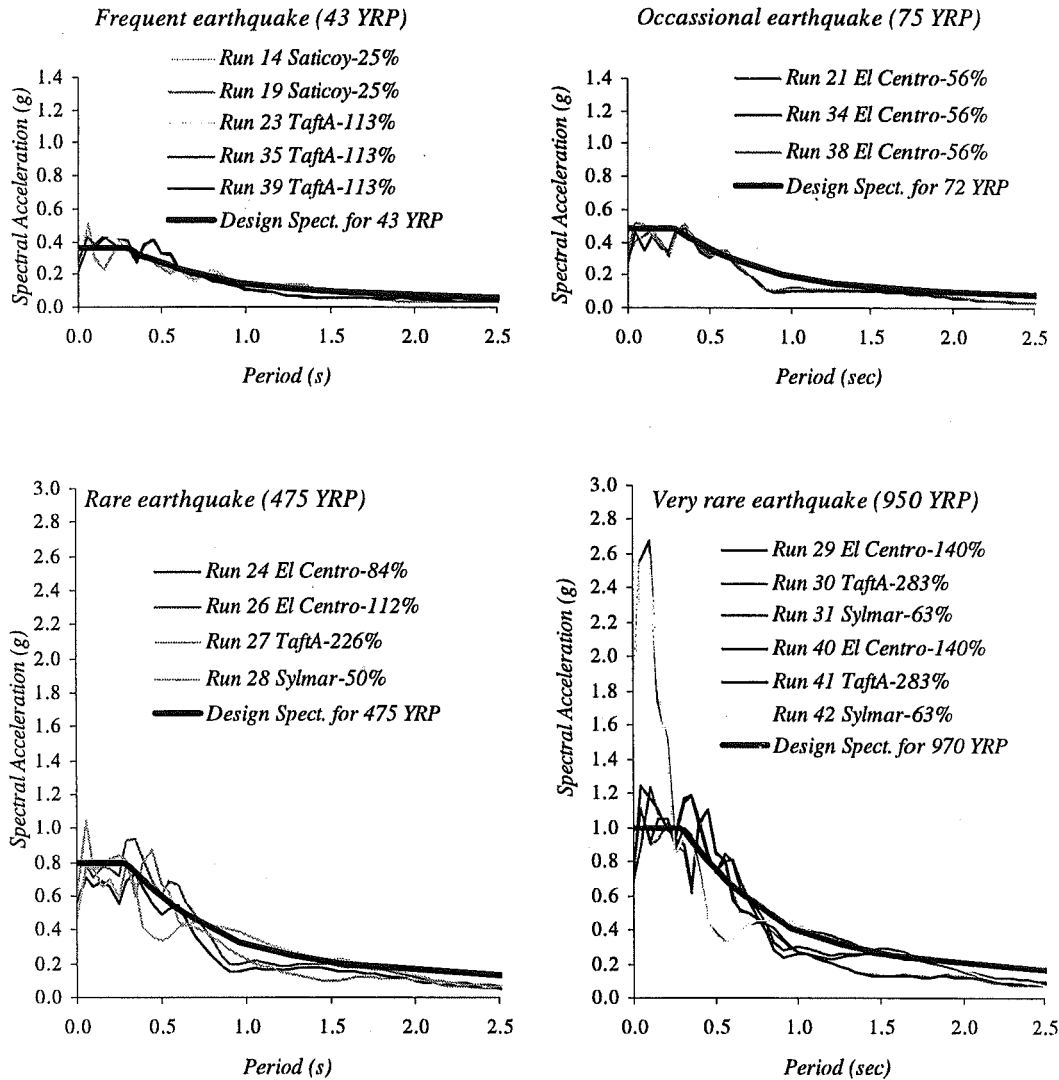 Frequent earthquake (43 YRP)
Run 14 Saticoy-25%
Run 19 Saticoy-25%
Run 23 TaftA-113%
Run 35 TaftA-113%
Run 39 TaftA-113%
Design Spect. for 43 YRP
Spectral Acceleration (g)
1.4
1.2
1.0
0.8
0.6
0.4
0.2
0.0
0.0 0.5 1.0 1.5 2.0 2.5
Period (s)
Occassional earthquake (75 YRP)
Run 21 El Centro-56%
Run 34 El Centro-56%
Run 38 El Centro-56%
Design Spect. for 72 YRP
Spectral Acceleration (g)
1.4
1.2
1.0
0.8
0.6
0.4
0.2
0.0
0.0 0.5 1.0 1.5 2.0 2.5
Period (sec)
Rare earthquake (475 YRP)
Run 24 El Centro-84%
Run 26 El Centro-112%
Run 27 TaftA-226%
Run 28 Sylmar-50%
Design Spect. for 475 YRP
Spectral Acceleration (g)
3.0
2.8
2.6
2.4
2.2
2.0
1.8
1.6
1.4
1.2
1.0
0.8
0.6
0.4
0.2
0.0
0.0 0.5 1.0 1.5 2.0 2.5
Period (s)
Very rare earthquake (950 YRP)
Run 29 El Centro-140%
Run 30 TaftA-283%
Run 31 Sylmar-63%
Run 40 El Centro-140%
Run 41 TaftA-283%
Run 42 Sylmar-63%
Design Spect. for 970 YRP
Spectral Acceleration (g)
3.0
2.8
2.6
2.4
2.2
2.0
1.8
1.6
1.4
1.2
1.0
0.8
0.6
0.4
0.2
0.0
0.0 0.5 1.0 1.5 2.0 2.5
Period (sec)